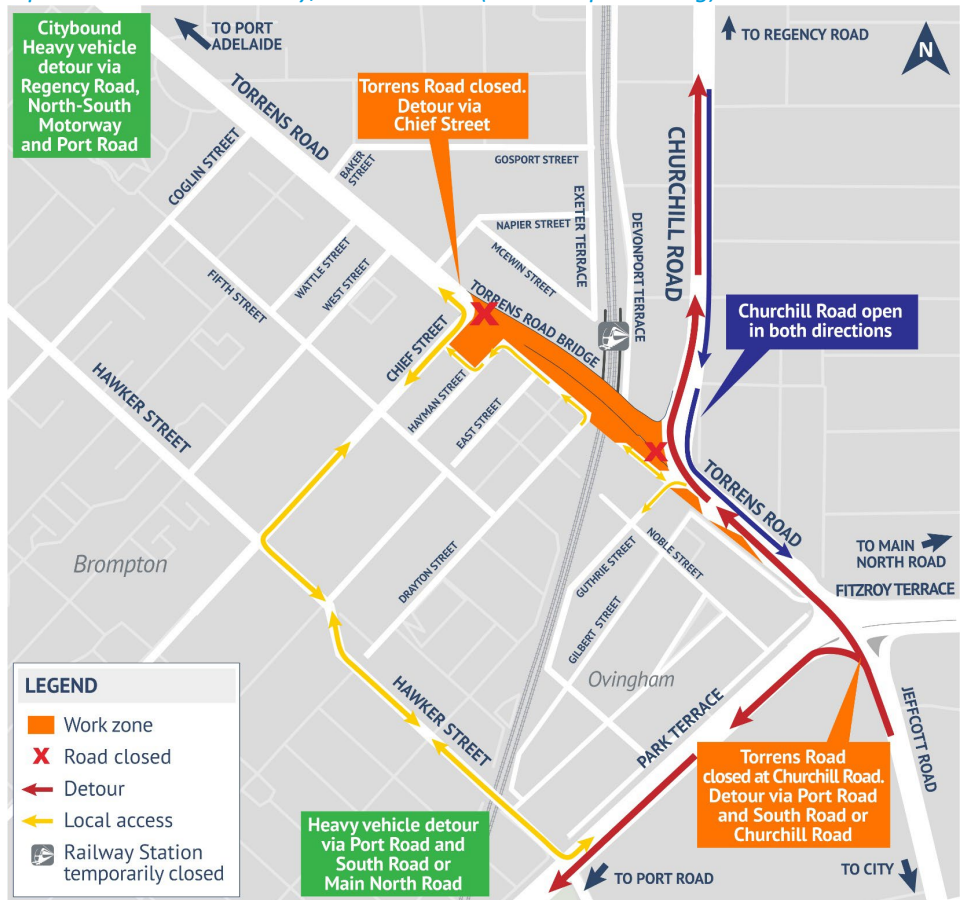 Citybound
Heavy vehicle
detour via
Regency Road,
North-South
Motorway
and Port Road
TO PORT
ADELAIDE
TO REGENCY ROAD
N
Torrens Road closed.
Detour via
Chief Street
TORRENS ROAD
COGLIN STREET
BAKER
STREET
GOSPORT STREET
EXETER TERRACE
DEVONPORT TERRACE
CHURCHILL ROAD
NAPIER STREET
MCEWIN STREET
WATTLE STREET
WEST STREET
FIFTH STREET
TORRENS ROAD BRIDGE
Churchill Road open
in both directions
CHIEF STREET
HAWKER STREET
HAYMAN STREET
EAST STREET
TORRENS ROAD
Brompton
DRAYTON STREET
GUTHRIE STREET
NOBLE STREET
GILBERT STREET
TO MAIN
NORTH ROAD
FITZROY TERRACE
Ovingham
HAWKER STREET
PARK TERRACE
JEFFCOTT ROAD
LEGEND
Work zone
Road closed
Detour
Local access
Railway Station
temporarily closed
Heavy vehicle detour
via Port Road and
South Road or
Main North Road
Torrens Road
closed at Churchill Road.
Detour via Port Road
and South Road or
Churchill Road
TO PORT ROAD
TO CITY